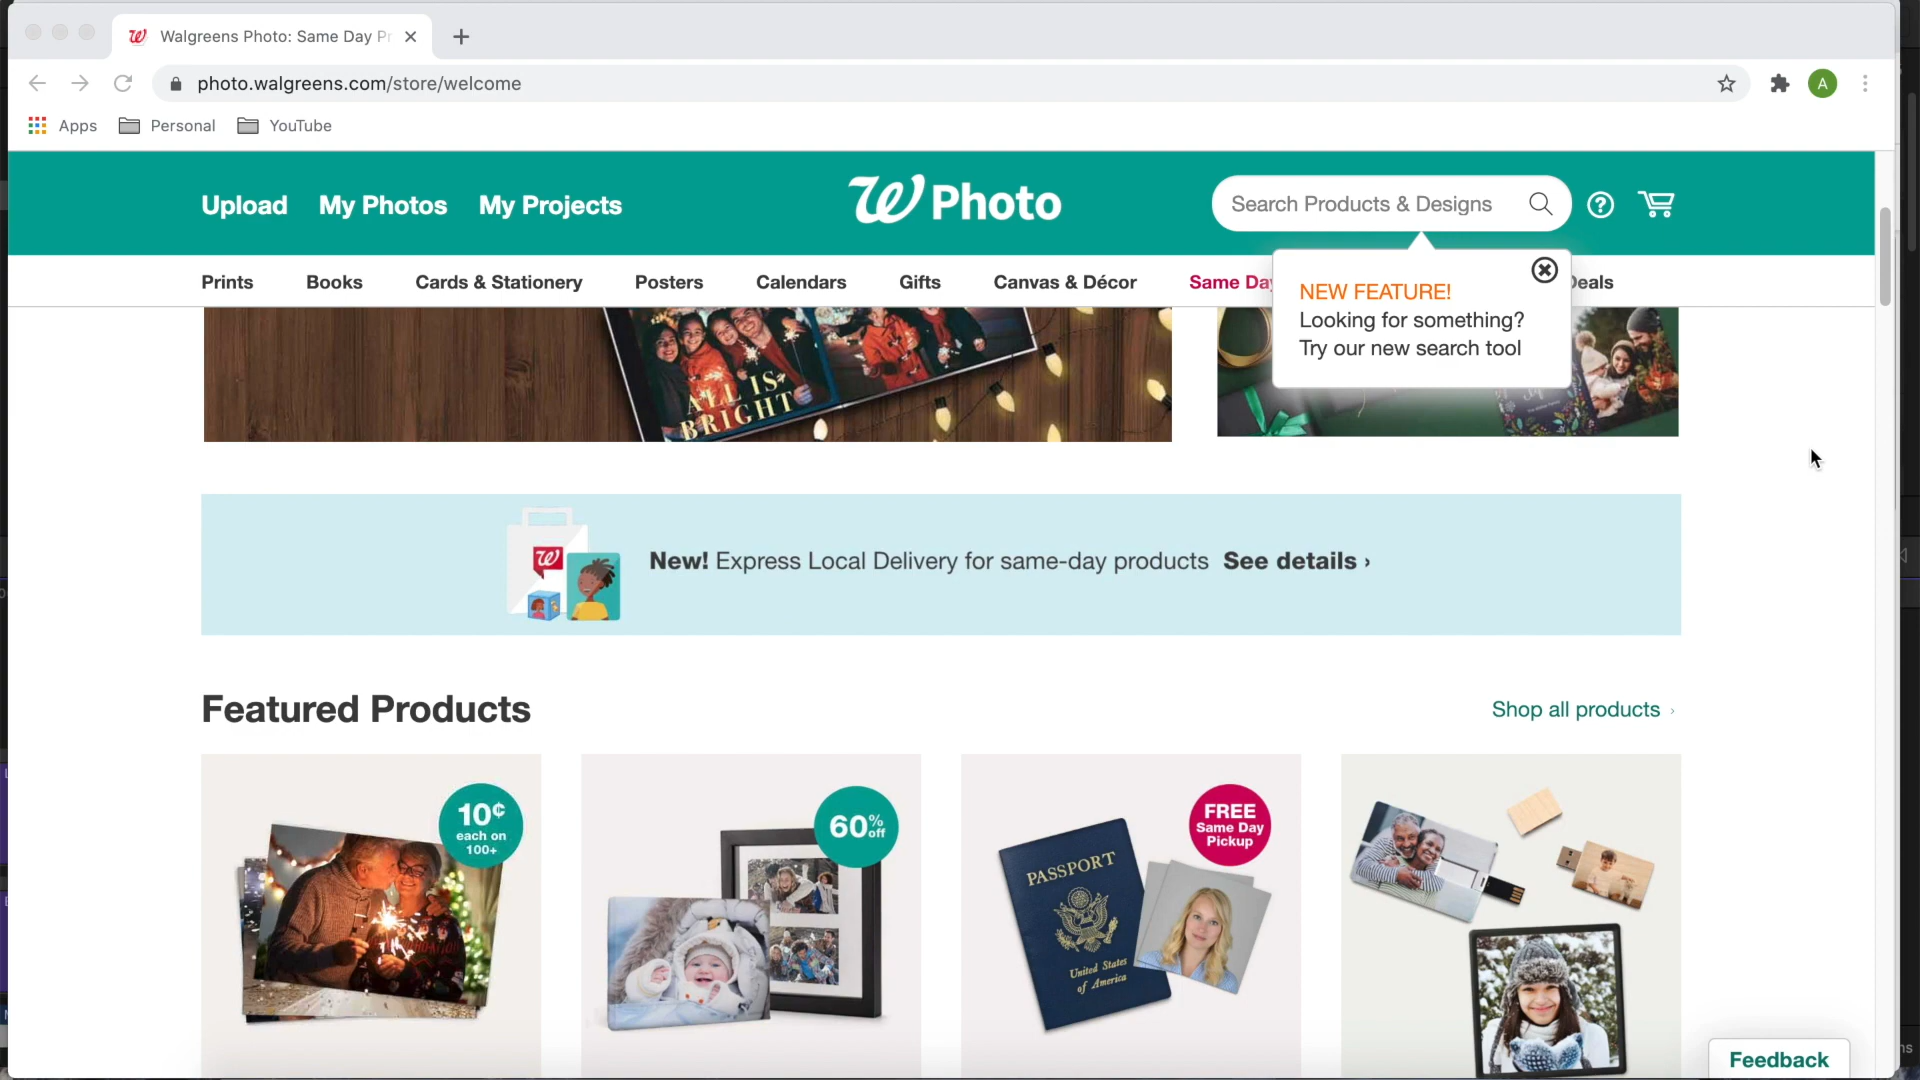 Walgreens Photo: Same Day Pr
photo.walgreens.com/store/welcome
A
Apps
Personal
YouTube
Upload
My Photos
My Projects
Photo
Search Products & Designs
Prints
Books
Cards & Stationery
Posters
Calendars
Gifts
Canvas & Décor
Same Day
Deals
NEW FEATURE!
Looking for something?
Try our new search tool
ALL IS
BRIGHT
New! Express Local Delivery for same-day products See details ›
Featured Products
Shop all products ›
10¢
each on
100+
60% off
PASSPORT
United States
of America
FREE
Same Day
Pickup
Feedback